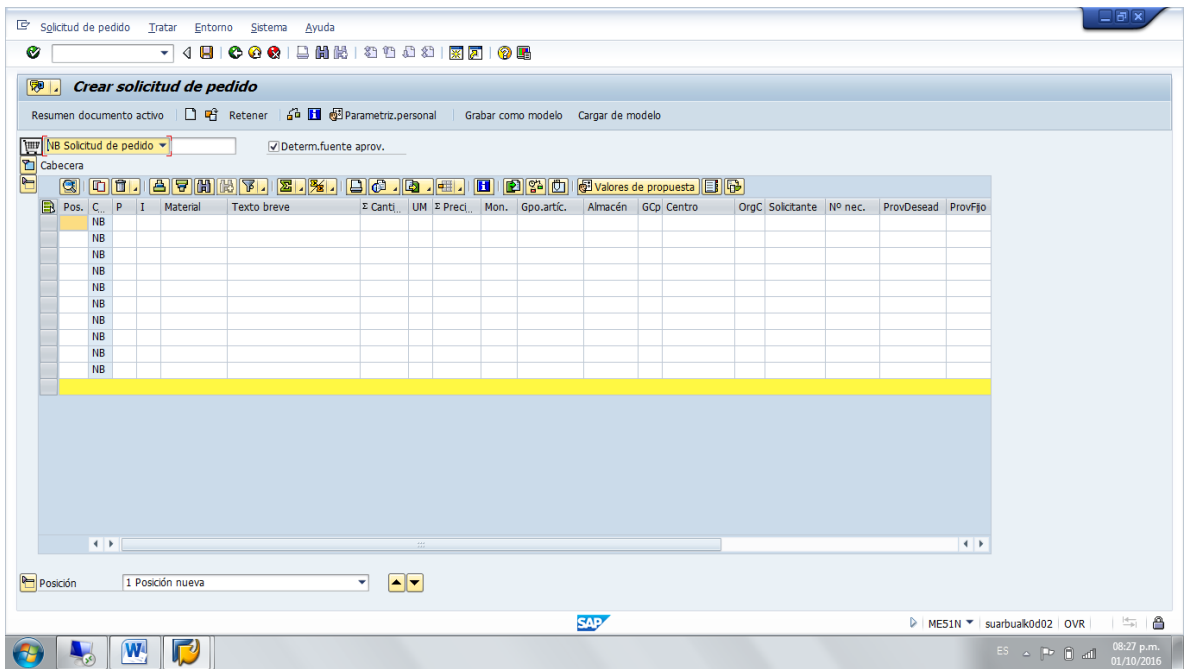 Solicitud de pedido Tratar Entorno Sistema Ayuda
Crear solicitud de pedido
Resumen documento activo Retener Parametriz.personal Grabar como modelo Cargar de modelo
NB Solicitud de pedido Determ.fuente aprov.
Cabecera
Valores de propuesta
Pos. C.. P I Material Texto breve Σ Canti.. UM Σ Preci.. Mon. Gpo.artíc. Almacén GCp Centro OrgC Solicitante Nº nec. ProvDesead ProvFijo
NB
NB
NB
NB
NB
NB
NB
NB
NB
NB
Posición 1 Posición nueva
SAP ME51N suarbualk0d02 OVR
ES 08:27 p.m.
01/10/2016